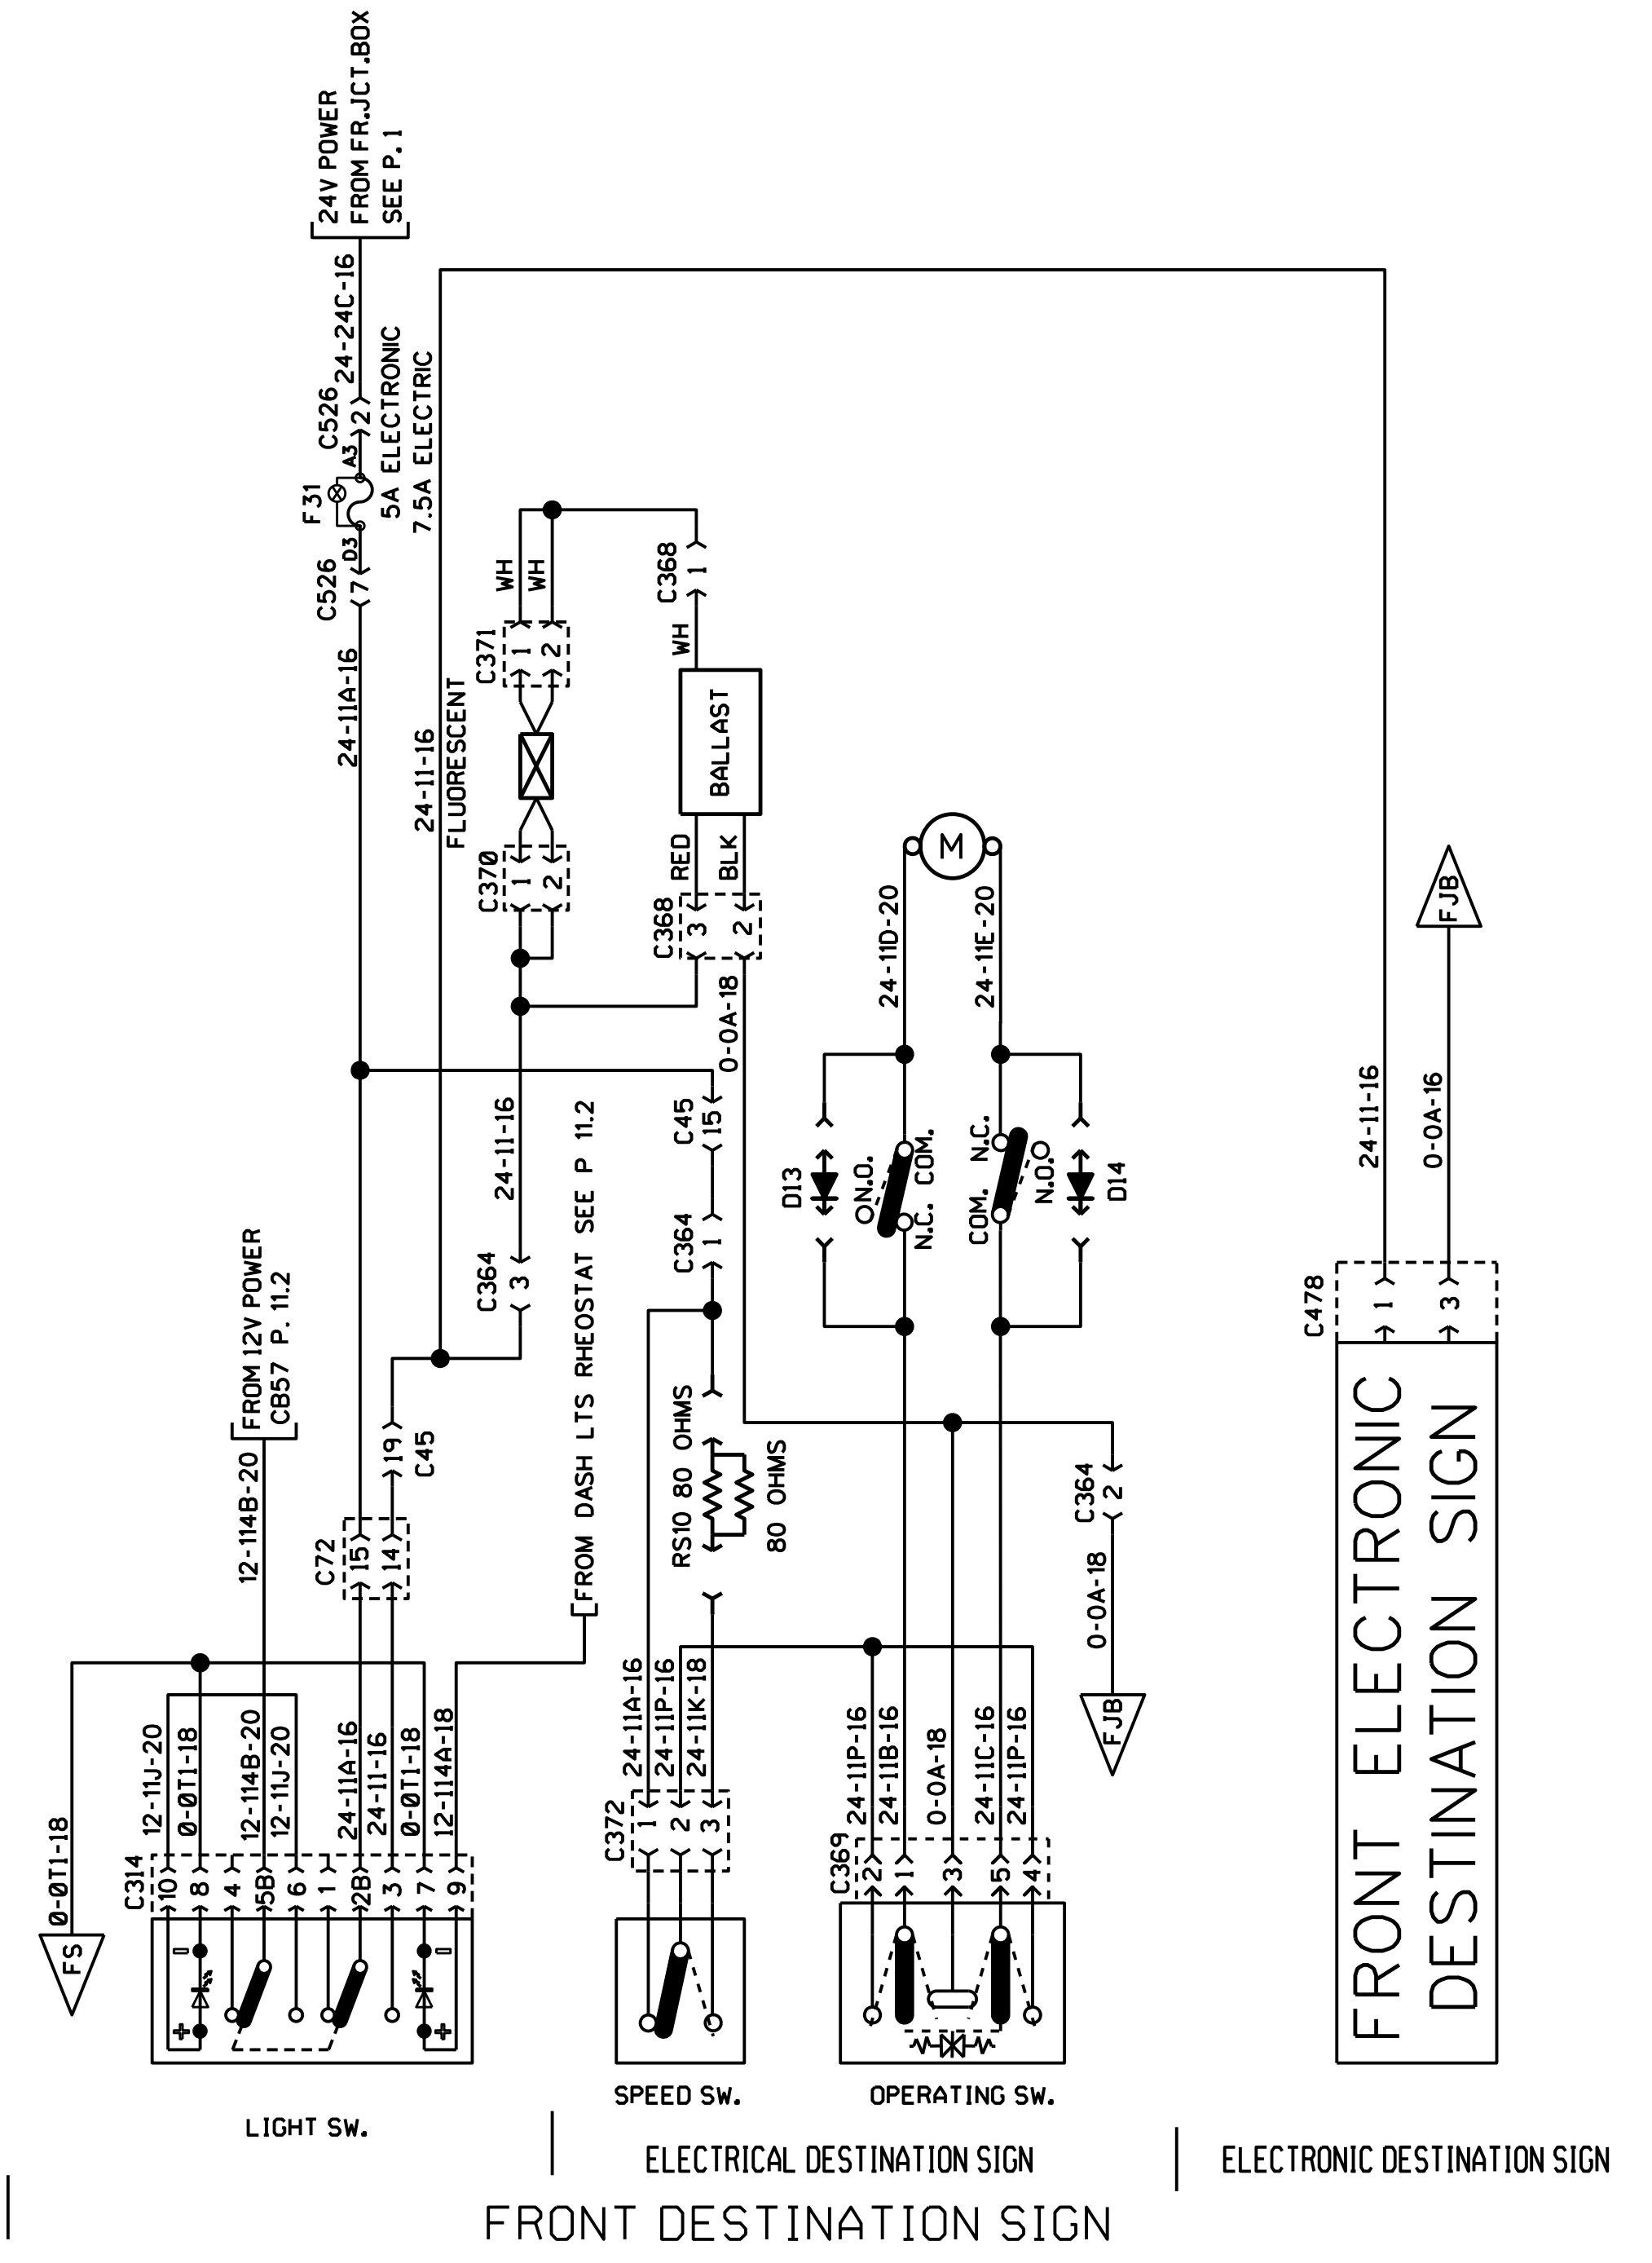 24V POWER
FROM FR.JCT.BOX
SEE P. 1
24-24C-16
C526
2
A3
F31
5A ELECTRONIC
7.5A ELECTRIC
D3
C526
7
24-11A-16
24-11-16
FLUORESCENT
WH
WH
C371
1
2
C370
1
2
C368
1
WH
BALLAST
RED
BLK
C368
3
2
0-0A-18
M
24-11D-20
24-11E-20
24-11-16
C364
3
FROM DASH LTS RHEOSTAT SEE P 11.2
C45
15
C364
1
D13
N.O.
COM.
N.C.
N.C.
COM.
N.O.
D14
FROM 12V POWER
CB57 P. 11.2
12-114B-20
19
C45
C72
15
14
RS10 80 OHMS
80 OHMS
C364
2
0-0A-18
FJB
24-11-16
0-0A-16
FJB
C478
1
3
FRONT ELECTRONIC
DESTINATION SIGN
0-0T1-18
FS
12-11J-20
0-0T1-18
12-114B-20
12-11J-20
24-11A-16
24-11-16
0-0T1-18
12-114A-18
C314
10
8
4
5B
6
1
2B
3
7
9
24-11A-16
24-11P-16
24-11K-18
C372
1
2
3
24-11P-16
24-11B-16
0-0A-18
24-11C-16
24-11P-16
C369
2
1
3
5
4
LIGHT SW.
SPEED SW.
OPERATING SW.
ELECTRICAL DESTINATION SIGN
ELECTRONIC DESTINATION SIGN
FRONT DESTINATION SIGN